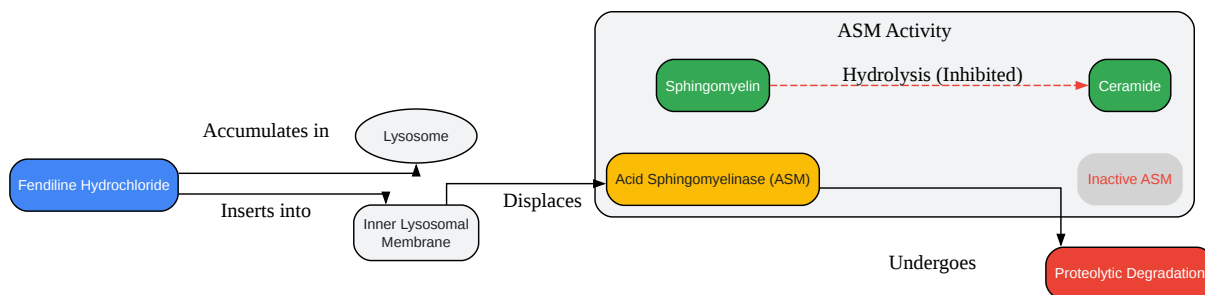 ASM Activity
Sphingomyelin
Hydrolysis (Inhibited)
Ceramide
Accumulates in
Lysosome
Fendiline Hydrochloride
Inserts into
Inner Lysosomal
Membrane
Displaces
Acid Sphingomyelinase (ASM)
Inactive ASM
Undergoes
Proteolytic Degradation